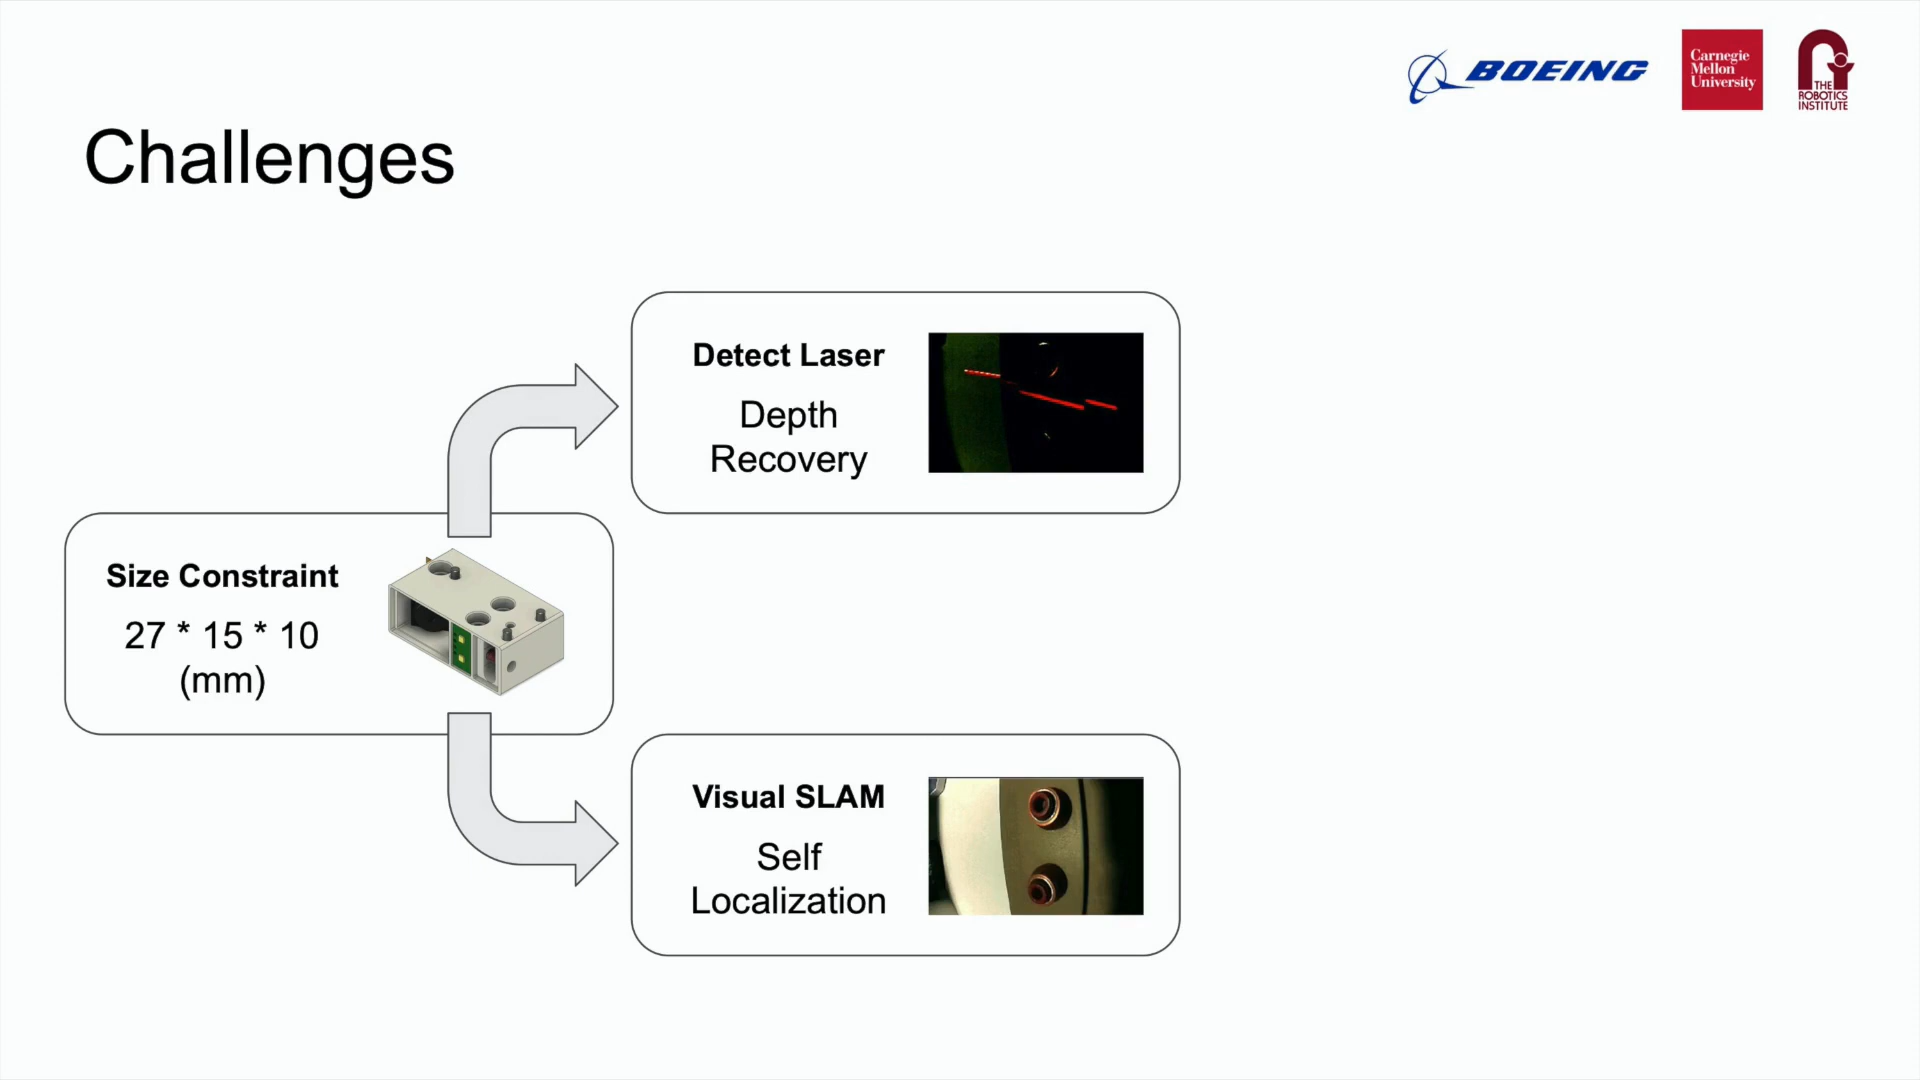 BOEING
Carnegie
Mellon
University
THE
ROBOTICS
INSTITUTE
Challenges
Detect Laser
Depth
Recovery
Size Constraint
27 * 15 * 10
(mm)
Visual SLAM
Self
Localization